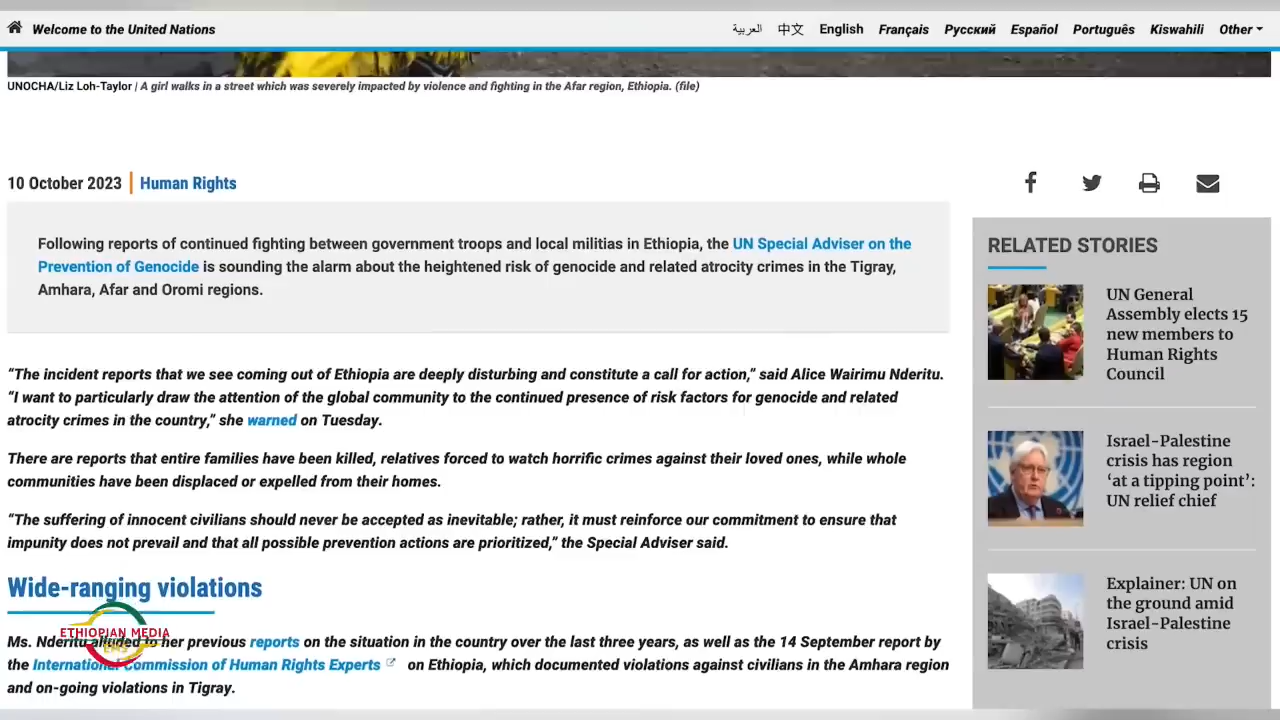 Welcome to the United Nations
العربية 中文 English Français Русский Español Português Kiswahili Other
UNOCHA/Liz Loh-Taylor | A girl walks in a street which was severely impacted by violence and fighting in the Afar region, Ethiopia. (file)
10 October 2023 | Human Rights
Following reports of continued fighting between government troops and local militias in Ethiopia, the UN Special Adviser on the
Prevention of Genocide is sounding the alarm about the heightened risk of genocide and related atrocity crimes in the Tigray,
Amhara, Afar and Oromi regions.
“The incident reports that we see coming out of Ethiopia are deeply disturbing and constitute a call for action,” said Alice Wairimu Nderitu.
“I want to particularly draw the attention of the global community to the continued presence of risk factors for genocide and related
atrocity crimes in the country,” she warned on Tuesday.
There are reports that entire families have been killed, relatives forced to watch horrific crimes against their loved ones, while whole
communities have been displaced or expelled from their homes.
“The suffering of innocent civilians should never be accepted as inevitable; rather, it must reinforce our commitment to ensure that
impunity does not prevail and that all possible prevention actions are prioritized,” the Special Adviser said.
Wide-ranging violations
Ms. Nderitu alluded to her previous reports on the situation in the country over the last three years, as well as the 14 September report by
the International Commission of Human Rights Experts on Ethiopia, which documented violations against civilians in the Amhara region
and on-going violations in Tigray.
ETHIOPIAN MEDIA
EMS
RELATED STORIES
UN General
Assembly elects 15
new members to
Human Rights
Council
Israel-Palestine
crisis has region
‘at a tipping point’:
UN relief chief
Explainer: UN on
the ground amid
Israel-Palestine
crisis